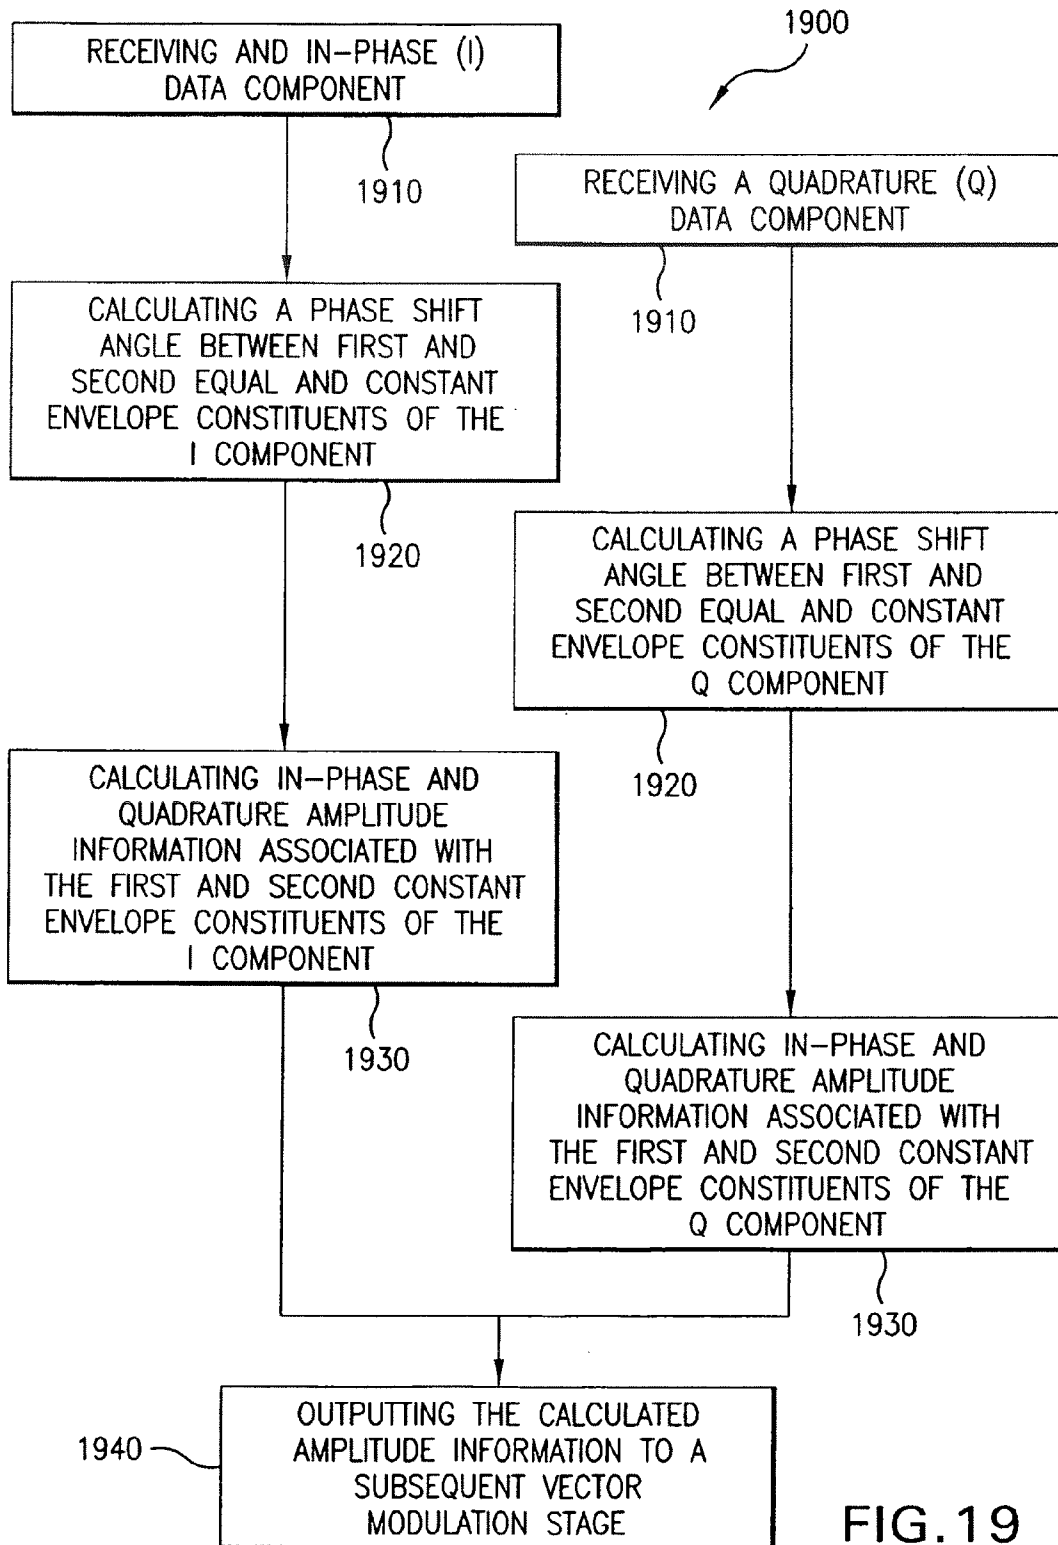 1900
RECEIVING AND IN-PHASE (I)
DATA COMPONENT
1910
RECEIVING A QUADRATURE (Q)
DATA COMPONENT
1910
CALCULATING A PHASE SHIFT
ANGLE BETWEEN FIRST AND
SECOND EQUAL AND CONSTANT
ENVELOPE CONSTITUENTS OF THE
I COMPONENT
1920
CALCULATING A PHASE SHIFT
ANGLE BETWEEN FIRST AND
SECOND EQUAL AND CONSTANT
ENVELOPE CONSTITUENTS OF THE
Q COMPONENT
1920
CALCULATING IN-PHASE AND
QUADRATURE AMPLITUDE
INFORMATION ASSOCIATED WITH
THE FIRST AND SECOND CONSTANT
ENVELOPE CONSTITUENTS OF THE
I COMPONENT
1930
CALCULATING IN-PHASE AND
QUADRATURE AMPLITUDE
INFORMATION ASSOCIATED WITH
THE FIRST AND SECOND CONSTANT
ENVELOPE CONSTITUENTS OF THE
Q COMPONENT
1930
1940
OUTPUTTING THE CALCULATED
AMPLITUDE INFORMATION TO A
SUBSEQUENT VECTOR
MODULATION STAGE
FIG.19